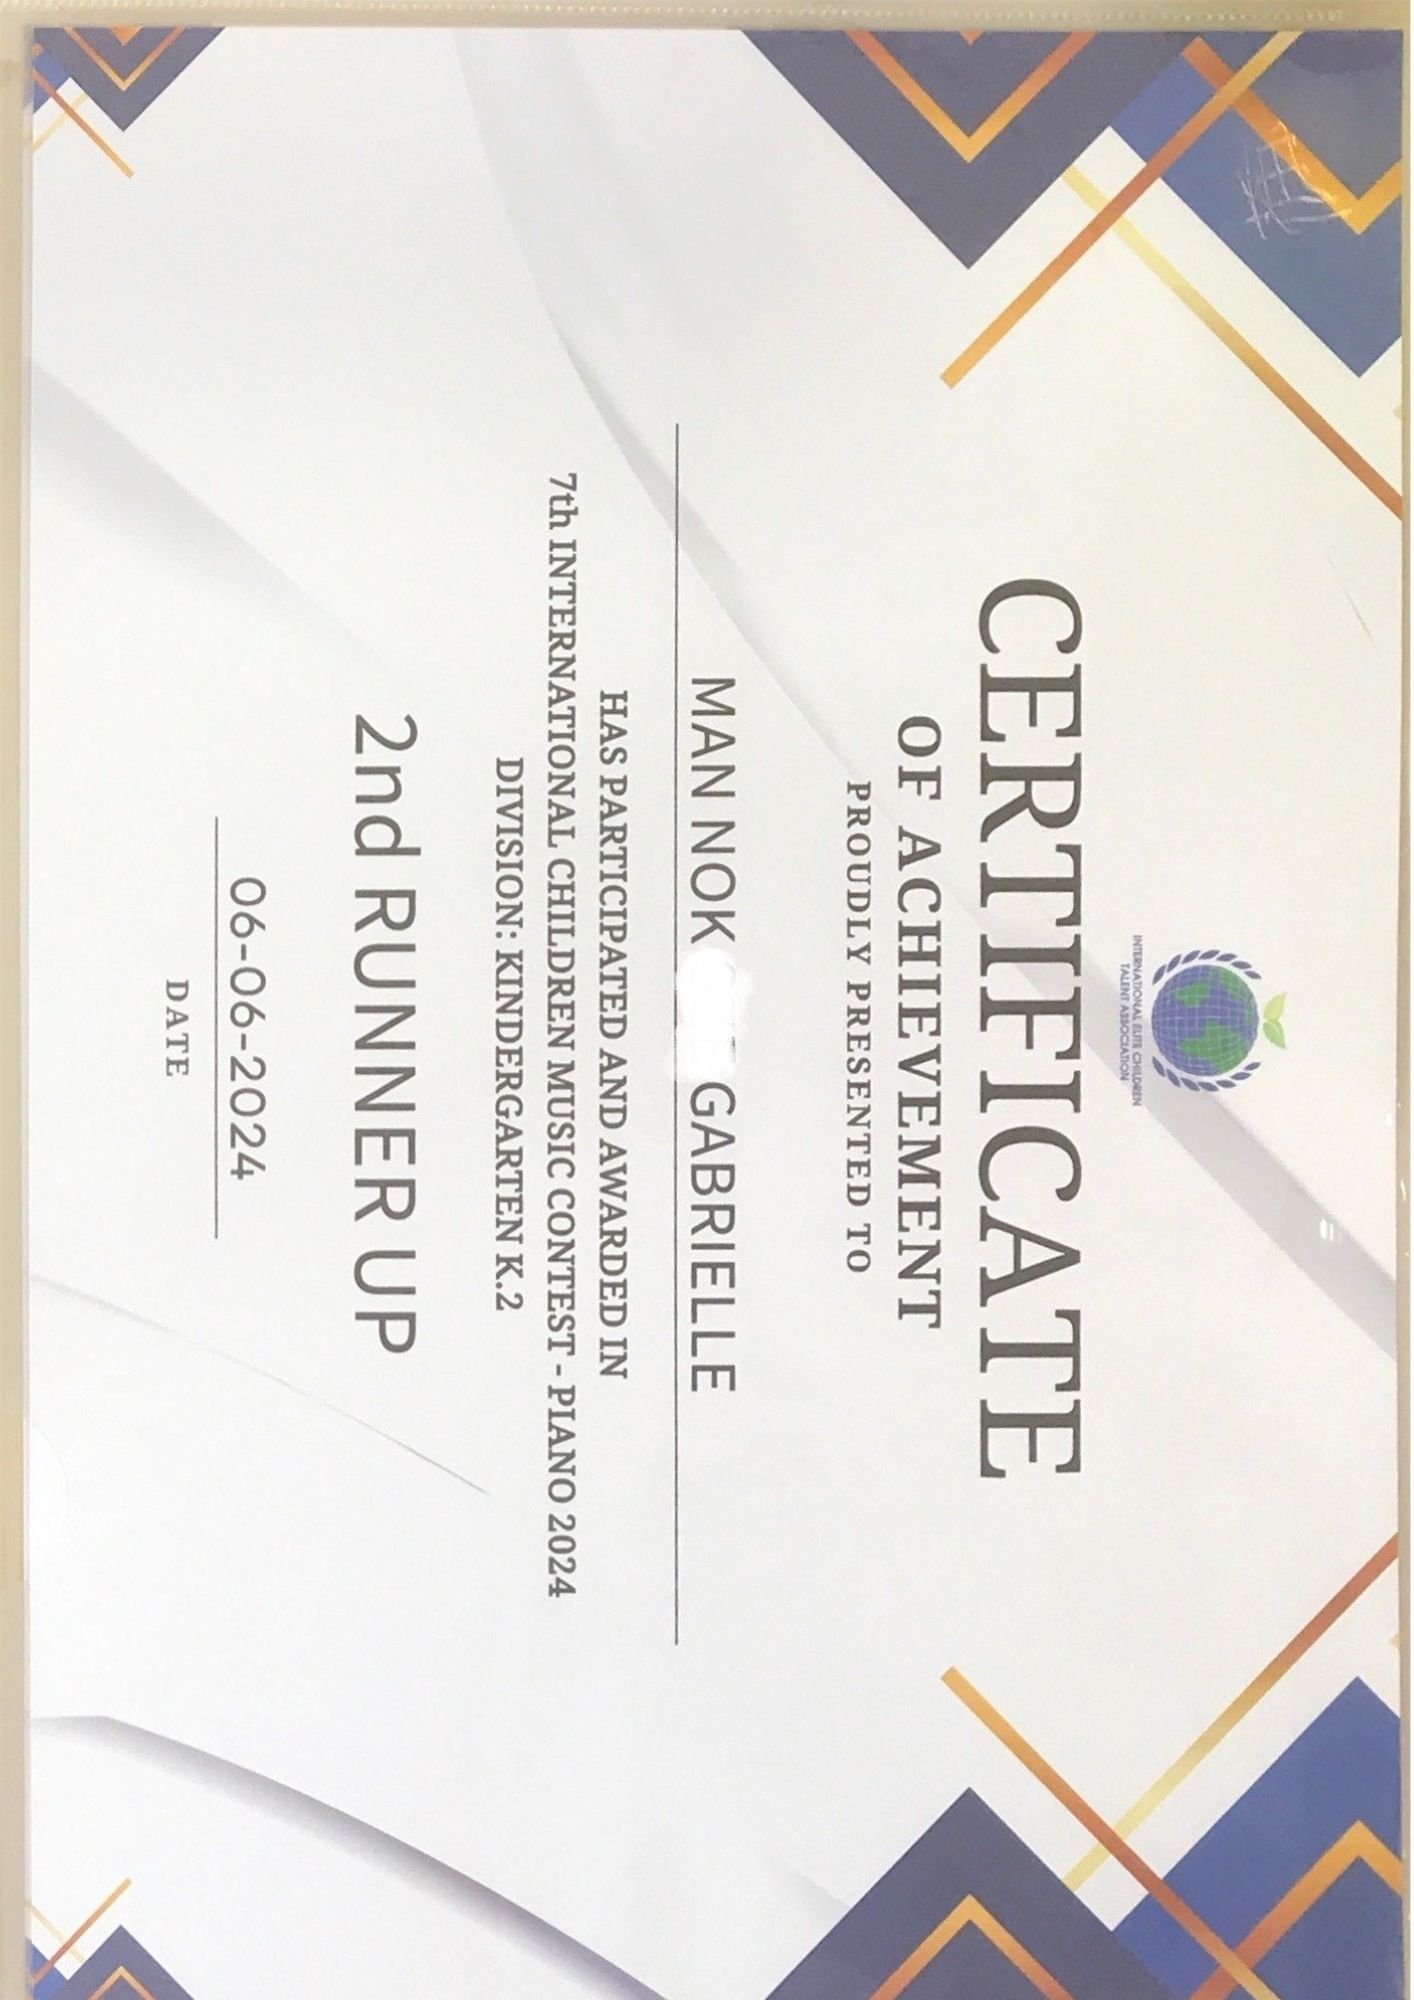 INTERNATIONAL ELITE CHILDREN
TALENT ASSOCIATION
CERTIFICATE
OF ACHIEVEMENT
PROUDLY PRESENTED TO
MAN NOK GABRIELLE
HAS PARTICIPATED AND AWARDED IN
7th INTERNATIONAL CHILDREN MUSIC CONTEST - PIANO 2024
DIVISION: KINDERGARTEN K.2
2nd RUNNER UP
06-06-2024
DATE